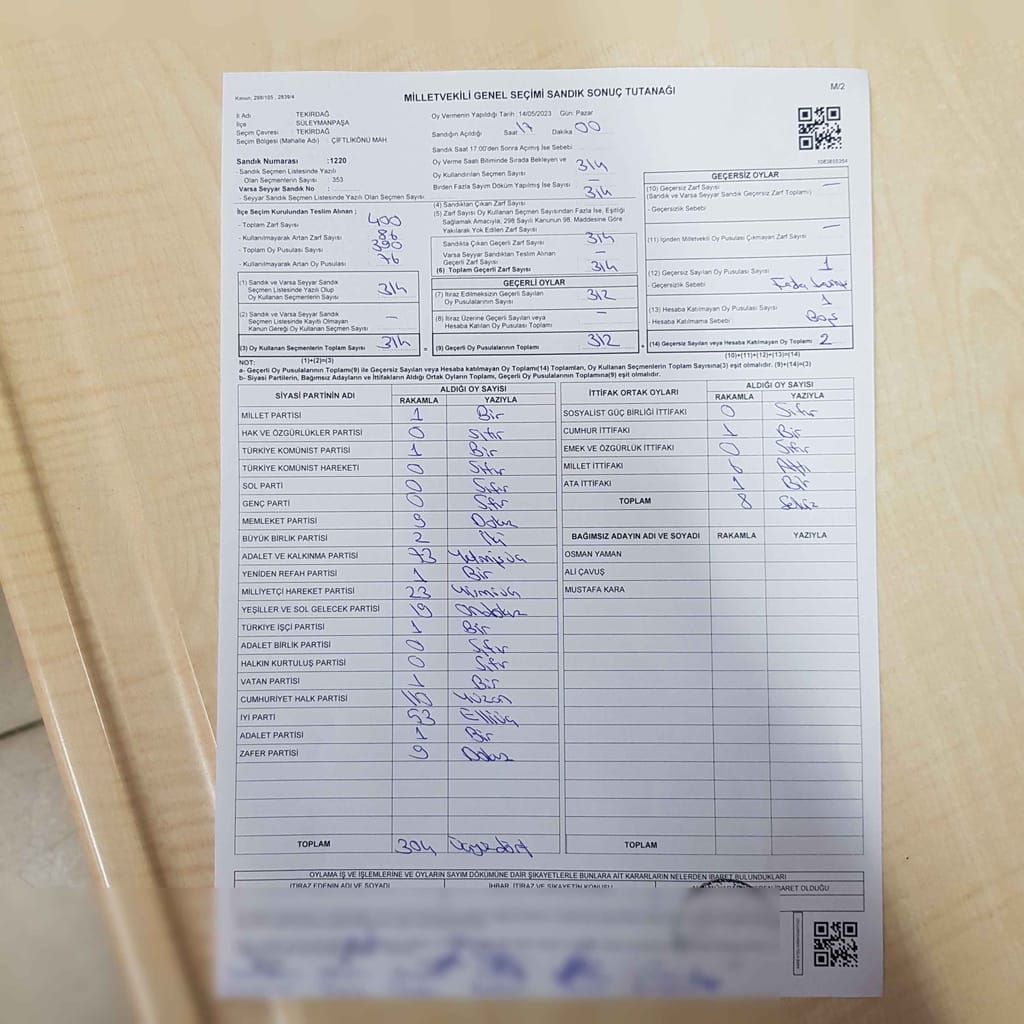 Kanun: 298/105 , 2839/4
MİLLETVEKİLİ GENEL SEÇİMİ SANDIK SONUÇ TUTANAĞI
M/2
İl Adı TEKİRDAĞ
İlçe SÜLEYMANPAŞA
Seçim Çevresi : TEKİRDAĞ
Seçim Bölgesi (Mahalle Adı) : ÇİFTLİKÖNÜ MAH.
Sandık Numarası :1220
- Sandık Seçmen Listesinde Yazılı
Olan Seçmenlerin Sayısı : 353
Varsa Seyyar Sandık No :
- Seyyar Sandık Seçmen Listesinde Yazılı Olan Seçmen Sayısı
Oy Vermenin Yapıldığı Tarih :14/05/2023 Gün: Pazar
Sandığın Açıldığı Saat 17 Dakika 00
Sandık Saat 17:00'den Sonra Açımış İse Sebebi
Oy Verme Saati Bitiminde Sırada Bekleyen ve
Oy Kullandırılan Seçmen Sayısı 314
Birden Fazla Sayım Döküm Yapılmış İse Sayısı —
İlçe Seçim Kurulundan Teslim Alınan ;
- Toplam Zarf Sayısı 400
- Kullanılmayarak Artan Zarf Sayısı 86
- Toplam Oy Pusulası Sayısı 390
- Kullanılmayarak Artan Oy Pusulası 76
(4) Sandıktan Çıkan Zarf Sayısı 314
(5) Zarf Sayısı Oy Kullanan Seçmen Sayısından Fazla İse, Eşitliği
Sağlamak Amacıyla, 298 Sayılı Kanunun 98. Maddesine Göre
Yakılarak Yok Edilen Zarf Sayısı
Sandıkta Çıkan Geçerli Zarf Sayısı 314
Varsa Seyyar Sandıktan Teslim Alınan
Geçerli Zarf Sayısı —
(6) Toplam Geçerli Zarf Sayısı 314
GEÇERSİZ OYLAR
(10) Geçersiz Zarf Sayısı —
(Sandık ve Varsa Seyyar Sandık Geçersiz Zarf Toplamı)
- Geçersizlik Sebebi
(11) İçinden Milletvekili Oy Pusulası Çıkmayan Zarf Sayısı —
(12) Geçersiz Sayılan Oy Pusulası Sayısı 1
- Geçersizlik Sebebi
(13) Hesaba Katılmayan Oy Pusulası Sayısı 1
- Hesaba Katılmama Sebebi Boş
(14) Geçersiz Sayılan veya Hesaba Katılmayan Oy Toplamı 2
(10)+(11)+(12)+(13)=(14)
(1) Sandık ve Varsa Seyyar Sandık
Seçmen Listesinde Yazılı Olup
Oy Kullanan Seçmenlerin Sayısı 314
(2) Sandık ve Varsa Seyyar Sandık
Seçmen Listesinde Kayıtlı Olmayan
Kanun Gereği Oy Kullanan Seçmen Sayısı —
(3) Oy Kullanan Seçmenlerin Toplam Sayısı 314 =
(1)+(2)=(3)
GEÇERLİ OYLAR
(7) İtiraz Edilmeksizin Geçerli Sayılan
Oy Pusulalarının Sayısı 312
(8) İtiraz Üzerine Geçerli Sayılan veya
Hesaba Katılan Oy Pusulası Toplamı —
(9) Geçerli Oy Pusulalarının Toplamı 312 +
NOT:
a- Geçerli Oy Pusulalarının Toplamı(9) ile Geçersiz Sayılan veya Hesaba katılmayan Oy Toplam(14) Toplamları, Oy Kullanan Seçmenlerin Toplam Sayısına(3) eşit olmalıdır. (9)+(14)=(3)
b- Siyasi Partilerin, Bağımsız Adayların ve İttifakların Aldığı Ortak Oyların Toplamı, Geçerli Oy Pusulalarının Toplamına(9) eşit olmalıdır.
SİYASİ PARTİNİN ADI ALDIĞI OY SAYISI
RAKAMLA YAZIYLA
MİLLET PARTİSİ 1 Bir
HAK VE ÖZGÜRLÜKLER PARTİSİ 0 Sıfır
TÜRKİYE KOMÜNİST PARTİSİ 1 Bir
TÜRKİYE KOMÜNİST HAREKETİ 0 Sıfır
SOL PARTİ 0 Sıfır
GENÇ PARTİ 0 Sıfır
MEMLEKET PARTİSİ 9 Dokuz
BÜYÜK BİRLİK PARTİSİ 2 İki
ADALET VE KALKINMA PARTİSİ 73 Yetmişüç
YENİDEN REFAH PARTİSİ 1 Bir
MİLLİYETÇİ HAREKET PARTİSİ 23 Yirmiüç
YEŞİLLER VE SOL GELECEK PARTİSİ 19 Ondokuz
TÜRKİYE İŞÇİ PARTİSİ 1 Bir
ADALET BİRLİK PARTİSİ 0 Sıfır
HALKIN KURTULUŞ PARTİSİ 0 Sıfır
VATAN PARTİSİ 1 Bir
CUMHURİYET HALK PARTİSİ 110 Yüzon
İYİ PARTİ 53 Elliüç
ADALET PARTİSİ 1 Bir
ZAFER PARTİSİ 9 Dokuz
TOPLAM 304 Üçyüzdört
İTTİFAK ORTAK OYLARI ALDIĞI OY SAYISI
RAKAMLA YAZIYLA
SOSYALİST GÜÇ BİRLİĞİ İTTİFAKI 0 Sıfır
CUMHUR İTTİFAKI 1 Bir
EMEK VE ÖZGÜRLÜK İTTİFAKI 0 Sıfır
MİLLET İTTİFAKI 6 Altı
ATA İTTİFAKI 1 Bir
TOPLAM 8 Sekiz
BAĞIMSIZ ADAYIN ADI VE SOYADI RAKAMLA YAZIYLA
OSMAN YAMAN
ALİ ÇAVUŞ
MUSTAFA KARA
TOPLAM
OYLAMA İŞ VE İŞLEMLERİNE VE OYLARIN SAYIM DÖKÜMÜNE DAİR ŞİKAYETLERLE BUNLARA AİT KARARLARIN NELERDEN İBARET BULUNDUKLARI
İTİRAZ EDENİN ADI VE SOYADI İHBAR, İTİRAZ VE ŞİKAYETİN KONUSU